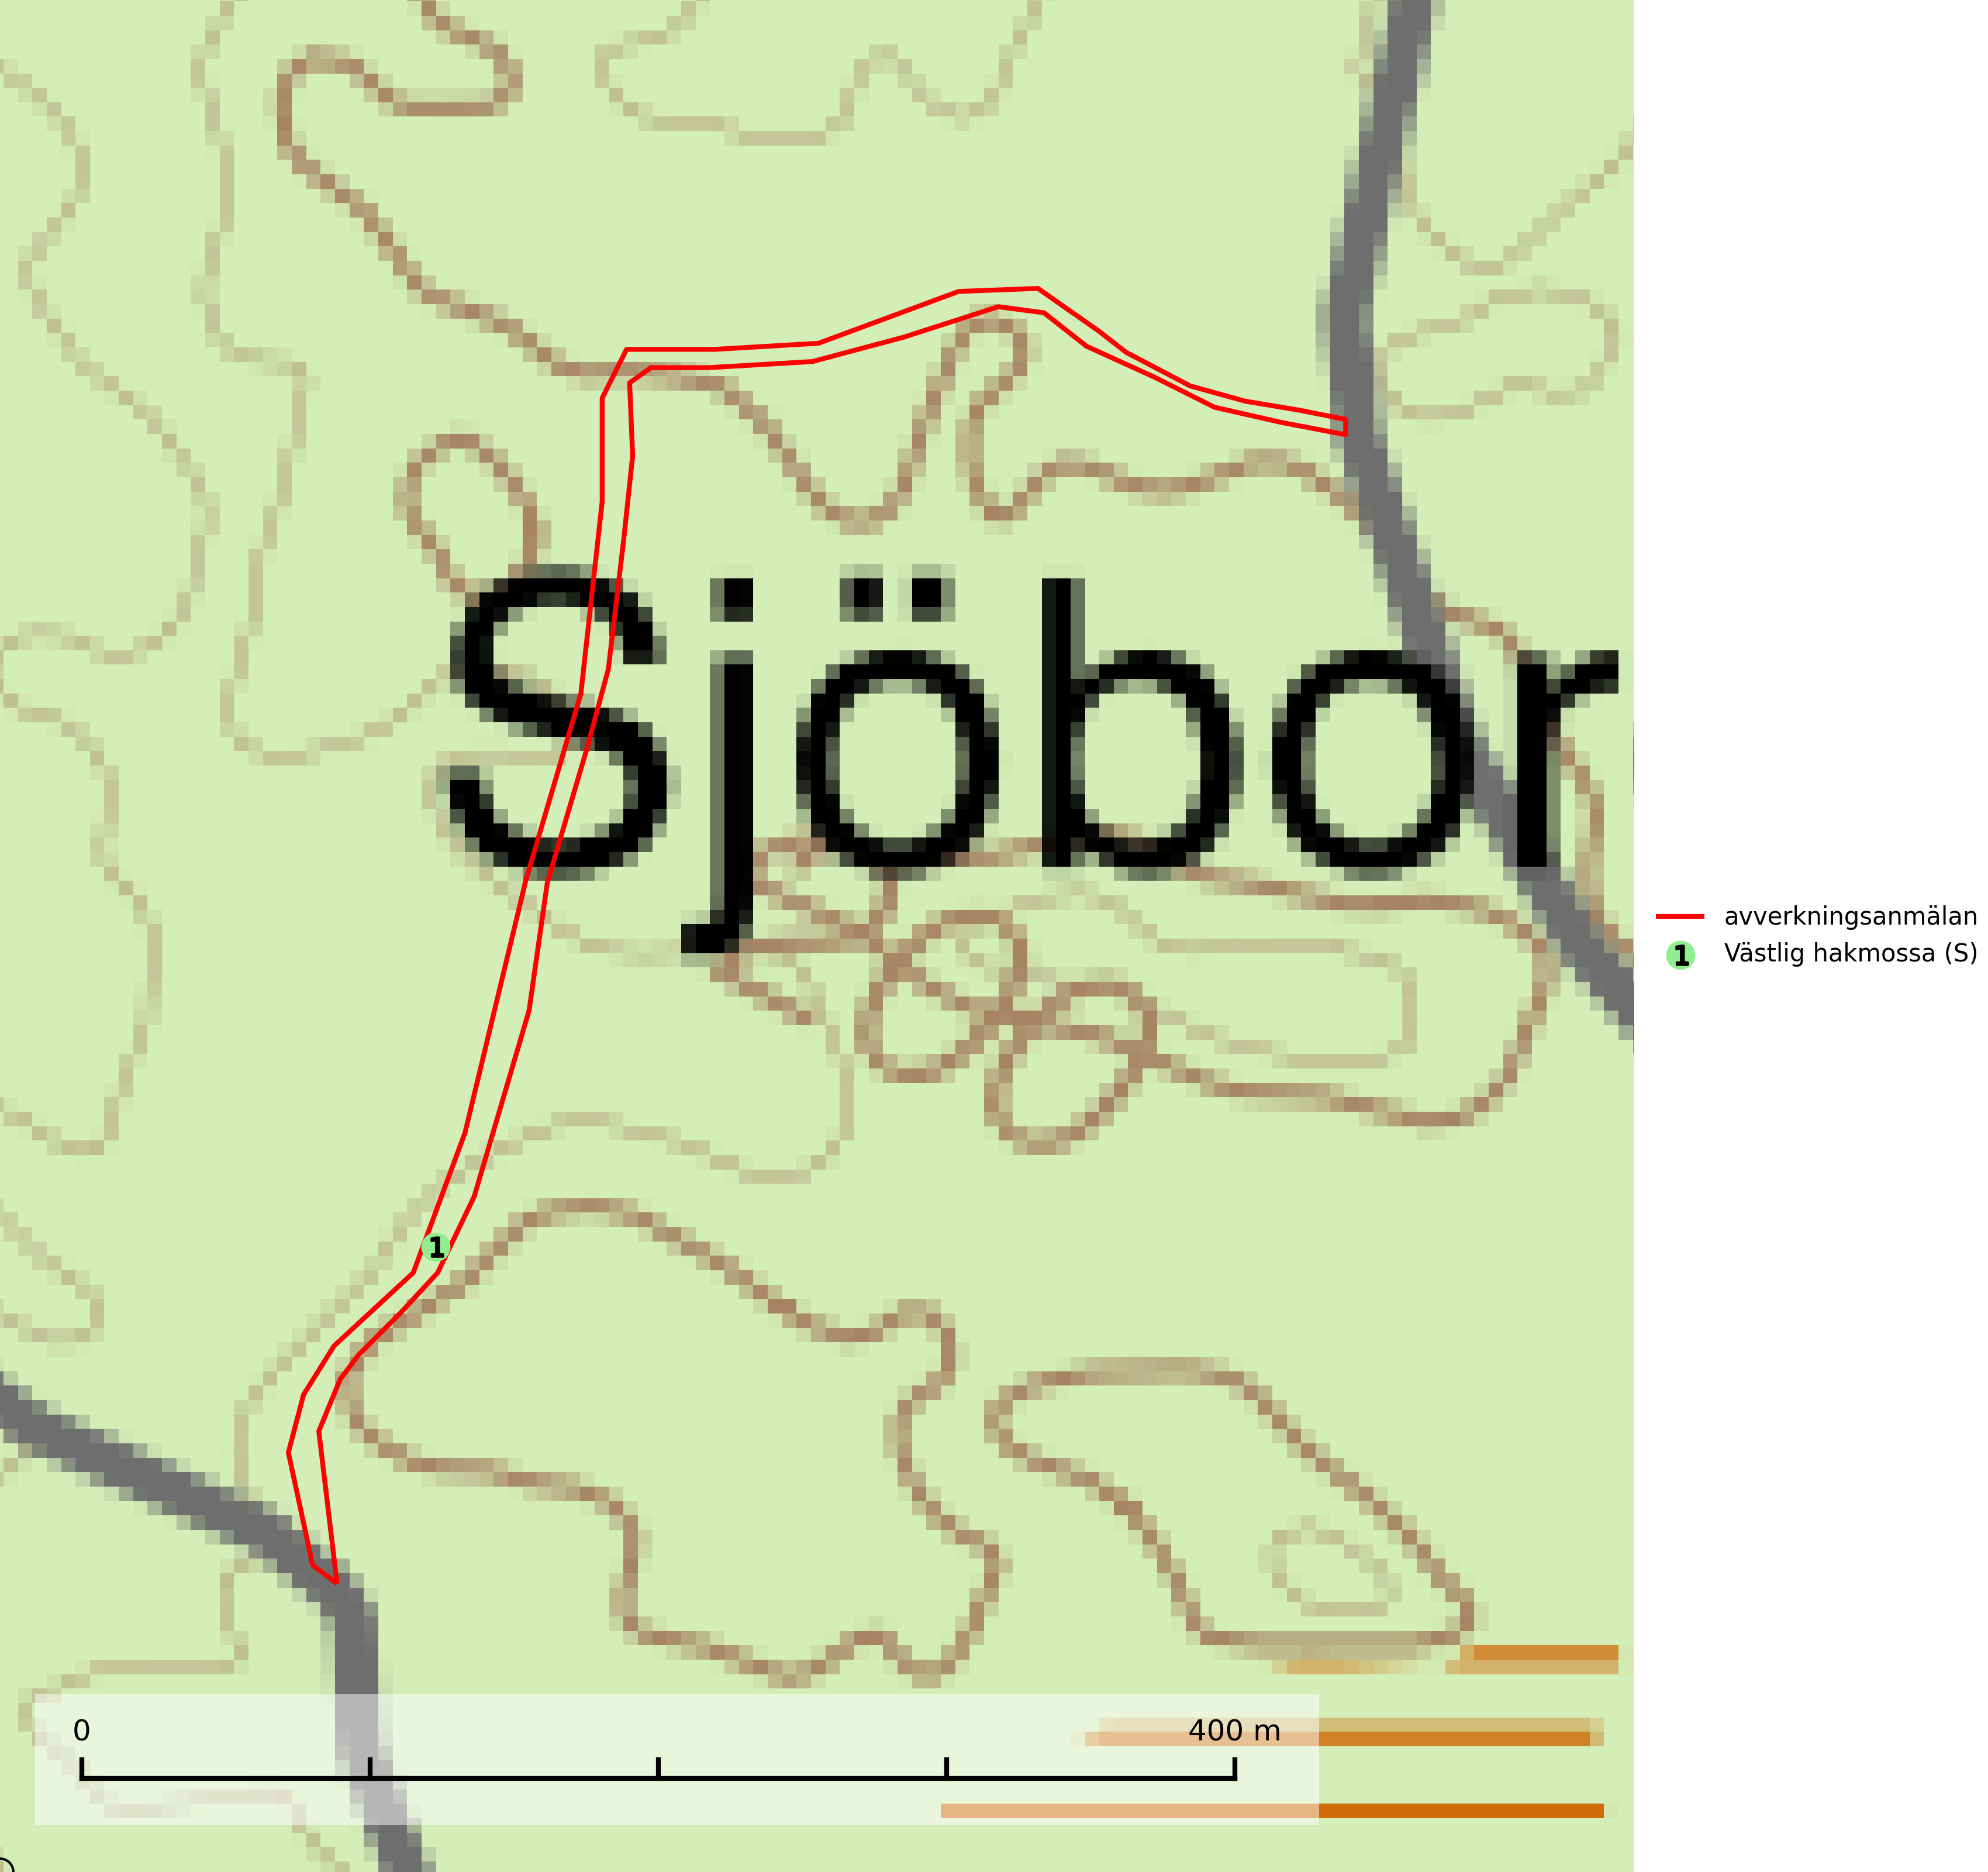 Sjöbor
1
avverkningsanmälan
1 Västlig hakmossa (S)
0 400 m